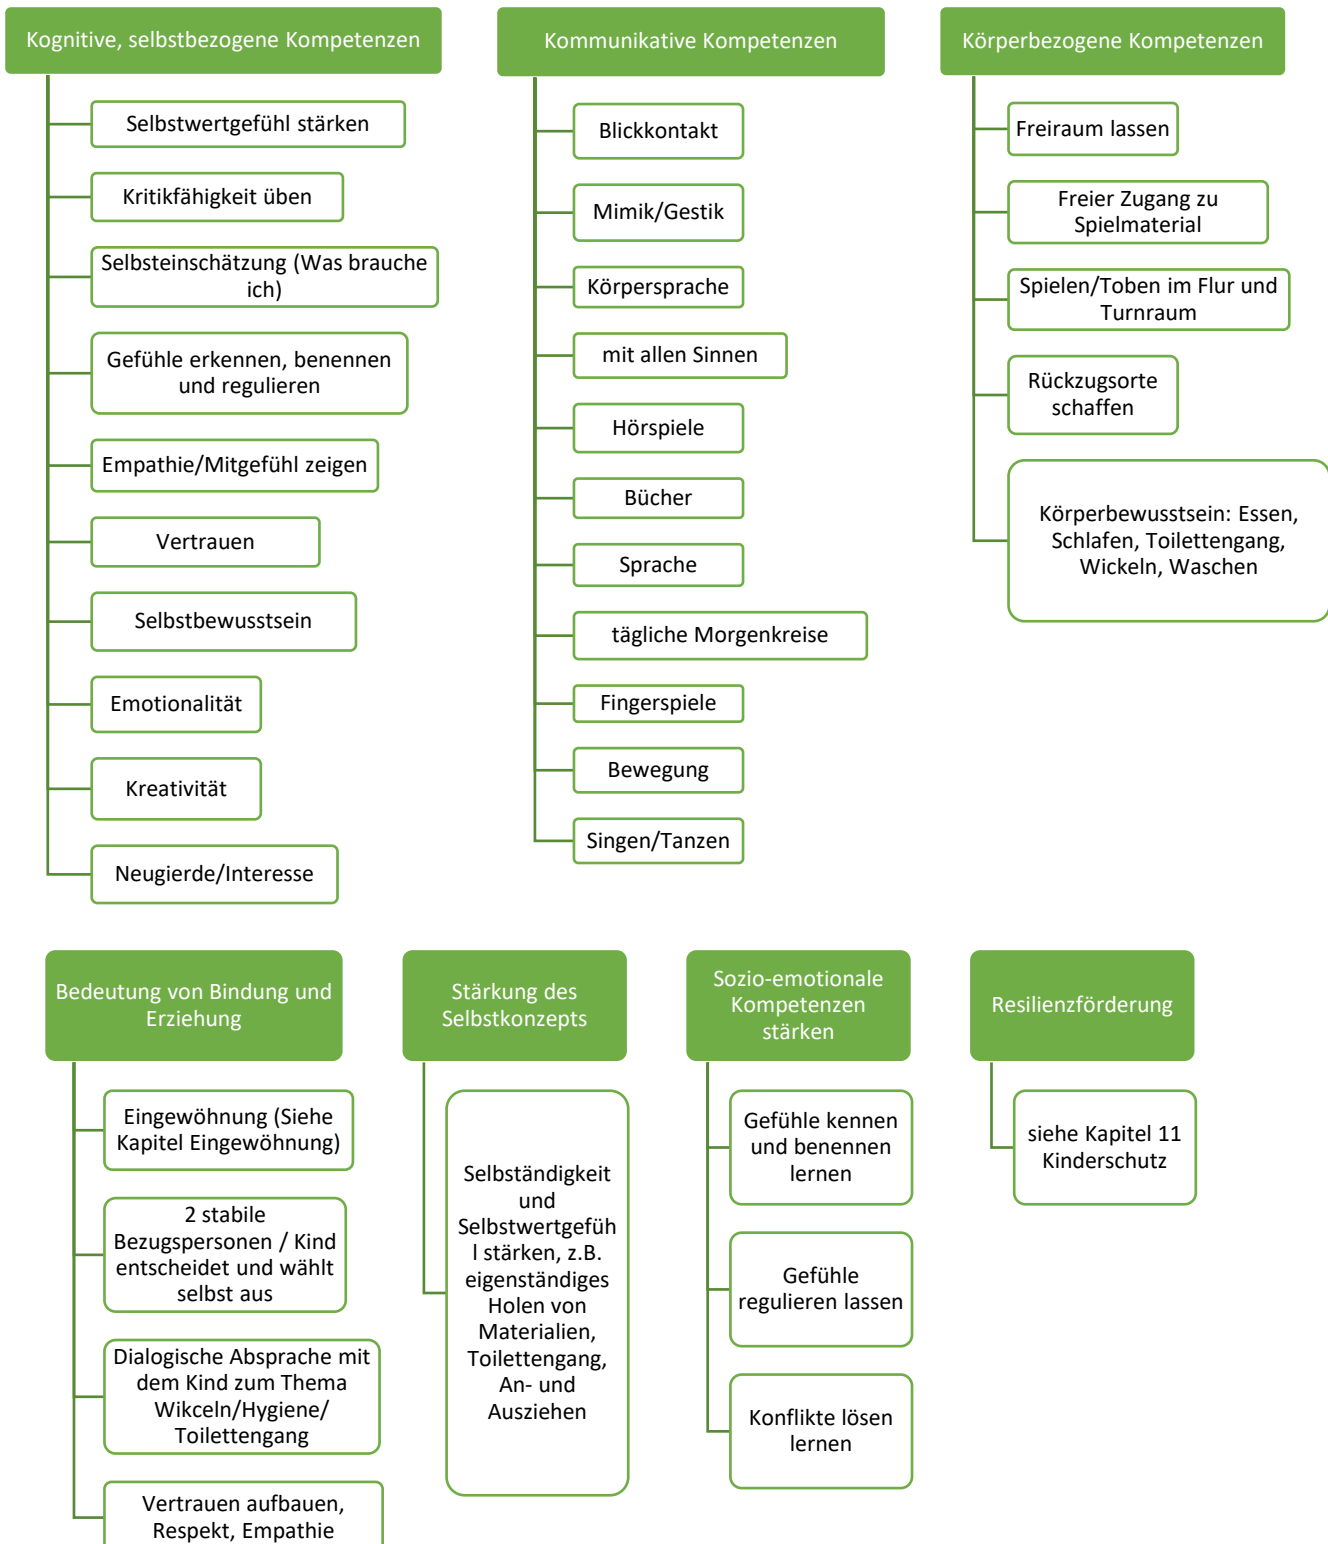 Kognitive, selbstbezogene Kompetenzen
Selbstwertgefühl stärken
Kritikfähigkeit üben
Selbsteinschätzung (Was brauche
ich)
Gefühle erkennen, benennen
und regulieren
Empathie/Mitgefühl zeigen
Vertrauen
Selbstbewusstsein
Emotionalität
Kreativität
Neugierde/Interesse
Kommunikative Kompetenzen
Blickkontakt
Mimik/Gestik
Körpersprache
mit allen Sinnen
Hörspiele
Bücher
Sprache
tägliche Morgenkreise
Fingerspiele
Bewegung
Singen/Tanzen
Körperbezogene Kompetenzen
Freiraum lassen
Freier Zugang zu
Spielmaterial
Spielen/Toben im Flur und
Turnraum
Rückzugsorte
schaffen
Körperbewusstsein: Essen,
Schlafen, Toilettengang,
Wickeln, Waschen
Bedeutung von Bindung und
Erziehung
Eingewöhnung (Siehe
Kapitel Eingewöhnung)
2 stabile
Bezugspersonen / Kind
entscheidet und wählt
selbst aus
Dialogische Absprache mit
dem Kind zum Thema
Wikceln/Hygiene/
Toilettengang
Vertrauen aufbauen,
Respekt, Empathie
Stärkung des
Selbstkonzepts
Selbständigkeit
und
Selbstwertgefüh
l stärken, z.B.
eigenständiges
Holen von
Materialien,
Toilettengang,
An- und
Ausziehen
Sozio-emotionale
Kompetenzen
stärken
Gefühle kennen
und benennen
lernen
Gefühle
regulieren lassen
Konflikte lösen
lernen
Resilienzförderung
siehe Kapitel 11
Kinderschutz